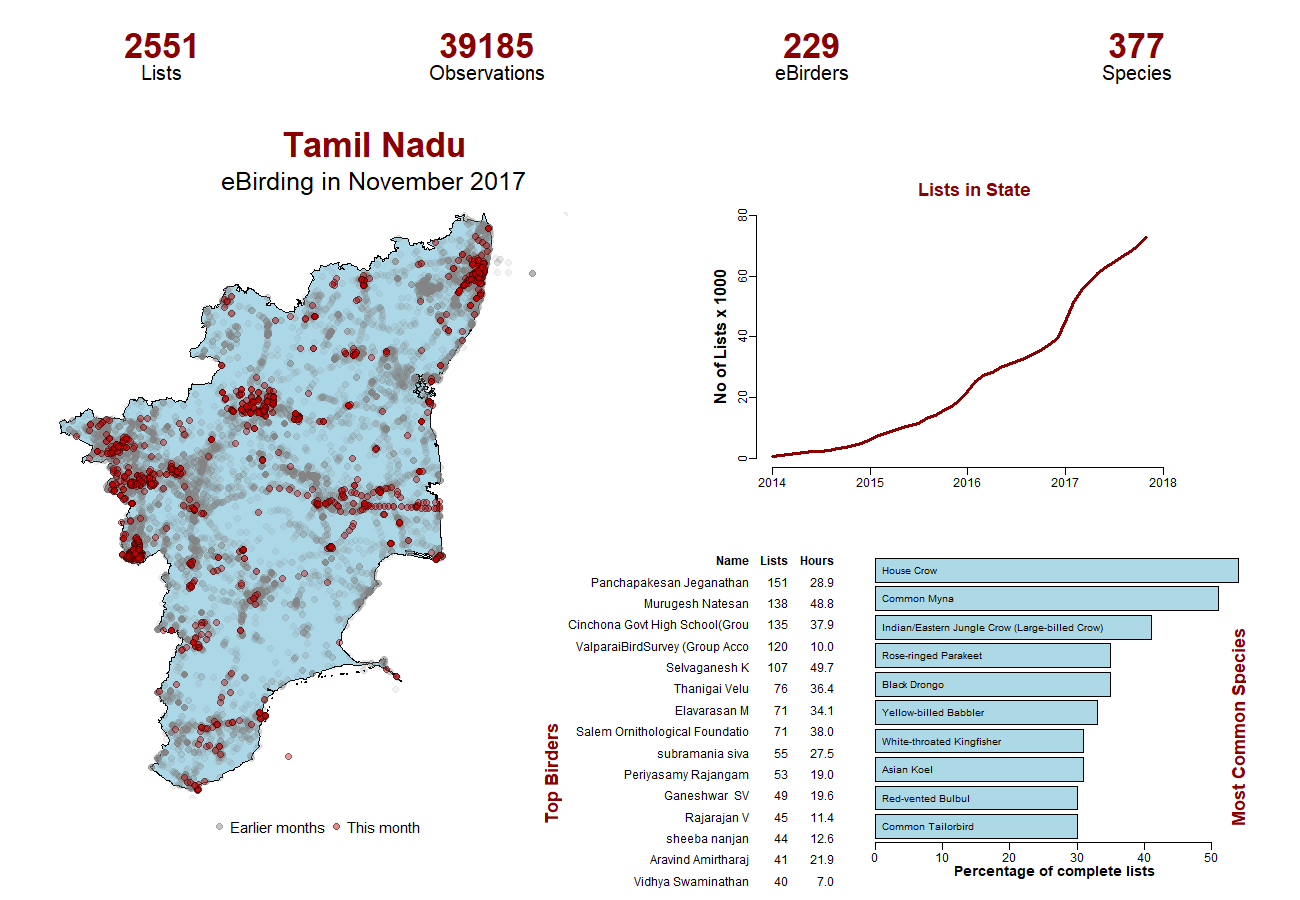 2551
Lists
39185
Observations
229
eBirders
377
Species
Tamil Nadu
eBirding in November 2017
Earlier months
This month
Lists in State
No of Lists x 1000
0
20
40
60
80
2014
2015
2016
2017
2018
Top Birders
Name Lists Hours
Panchapakesan Jeganathan 151 28.9
Murugesh Natesan 138 48.8
Cinchona Govt High School(Grou 135 37.9
ValparaiBirdSurvey (Group Acco 120 10.0
Selvaganesh K 107 49.7
Thanigai Velu 76 36.4
Elavarasan M 71 34.1
Salem Ornithological Foundatio 71 38.0
subramania siva 55 27.5
Periyasamy Rajangam 53 19.0
Ganeshwar SV 49 19.6
Rajarajan V 45 11.4
sheeba nanjan 44 12.6
Aravind Amirtharaj 41 21.9
Vidhya Swaminathan 40 7.0
House Crow
Common Myna
Indian/Eastern Jungle Crow (Large-billed Crow)
Rose-ringed Parakeet
Black Drongo
Yellow-billed Babbler
White-throated Kingfisher
Asian Koel
Red-vented Bulbul
Common Tailorbird
0
10
20
30
40
50
Percentage of complete lists
Most Common Species